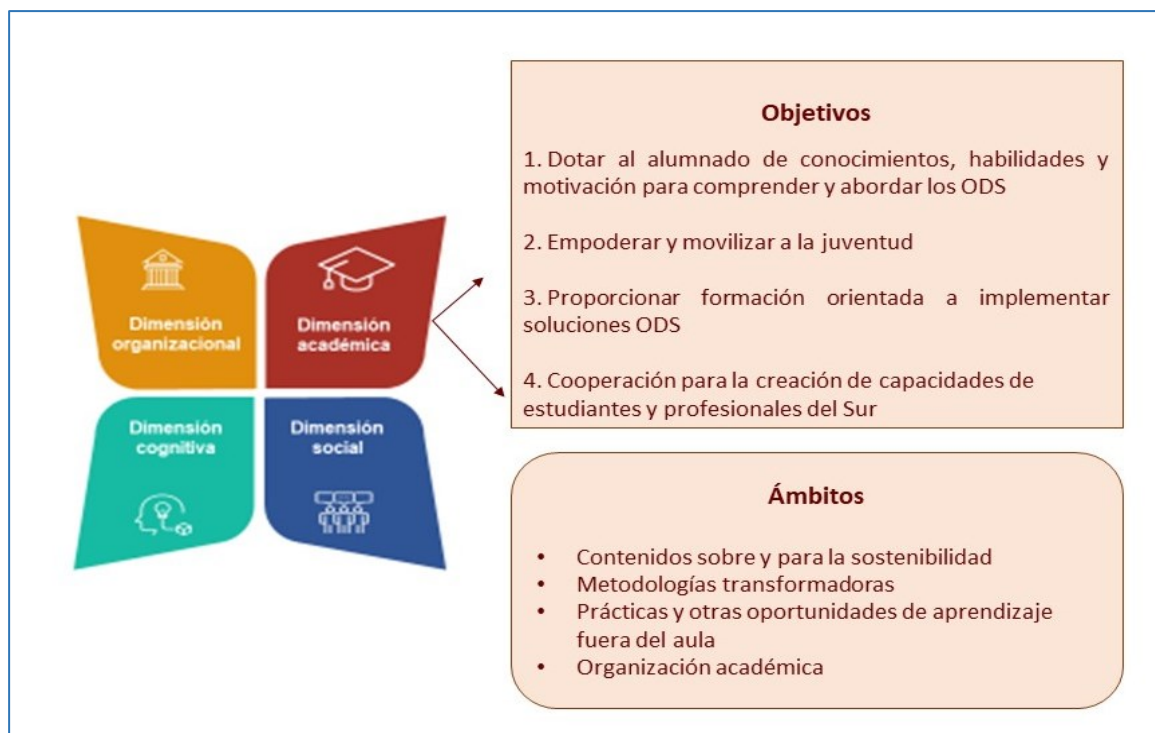 Dimensión
organizacional
Dimensión
académica
Dimensión
cognitiva
Dimensión
social
Objetivos
1. Dotar al alumnado de conocimientos, habilidades y
motivación para comprender y abordar los ODS
2. Empoderar y movilizar a la juventud
3. Proporcionar formación orientada a implementar
soluciones ODS
4. Cooperación para la creación de capacidades de
estudiantes y profesionales del Sur
Ámbitos
• Contenidos sobre y para la sostenibilidad
• Metodologías transformadoras
• Prácticas y otras oportunidades de aprendizaje
fuera del aula
• Organización académica